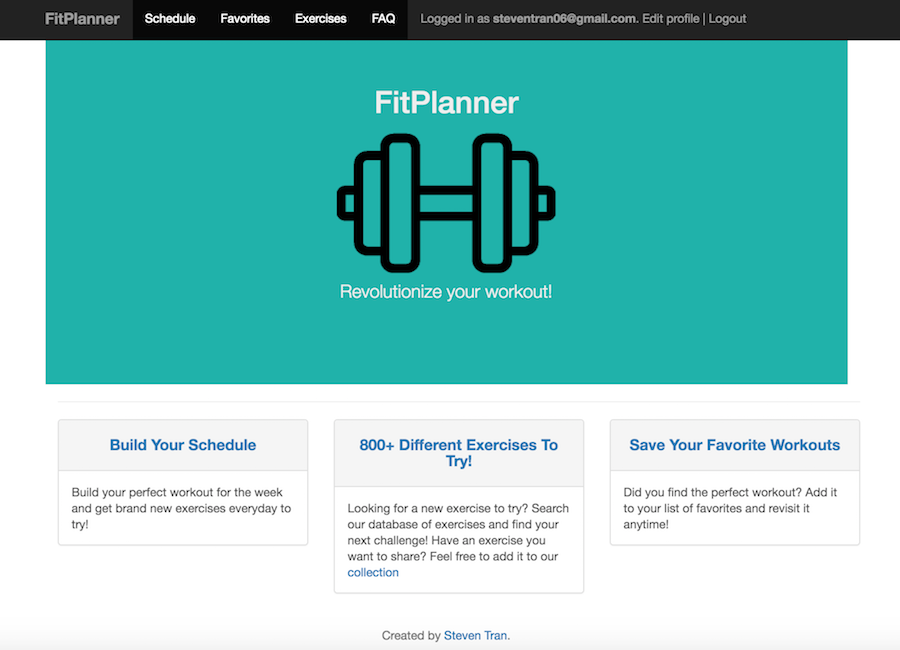 FitPlanner Schedule Favorites Exercises FAQ Logged in as steventran06@gmail.com. Edit profile | Logout
FitPlanner
Revolutionize your workout!
Build Your Schedule
Build your perfect workout for the week
and get brand new exercises everyday to
try!
800+ Different Exercises To
Try!
Looking for a new exercise to try? Search
our database of exercises and find your
next challenge! Have an exercise you
want to share? Feel free to add it to our
collection
Save Your Favorite Workouts
Did you find the perfect workout? Add it
to your list of favorites and revisit it
anytime!
Created by Steven Tran.